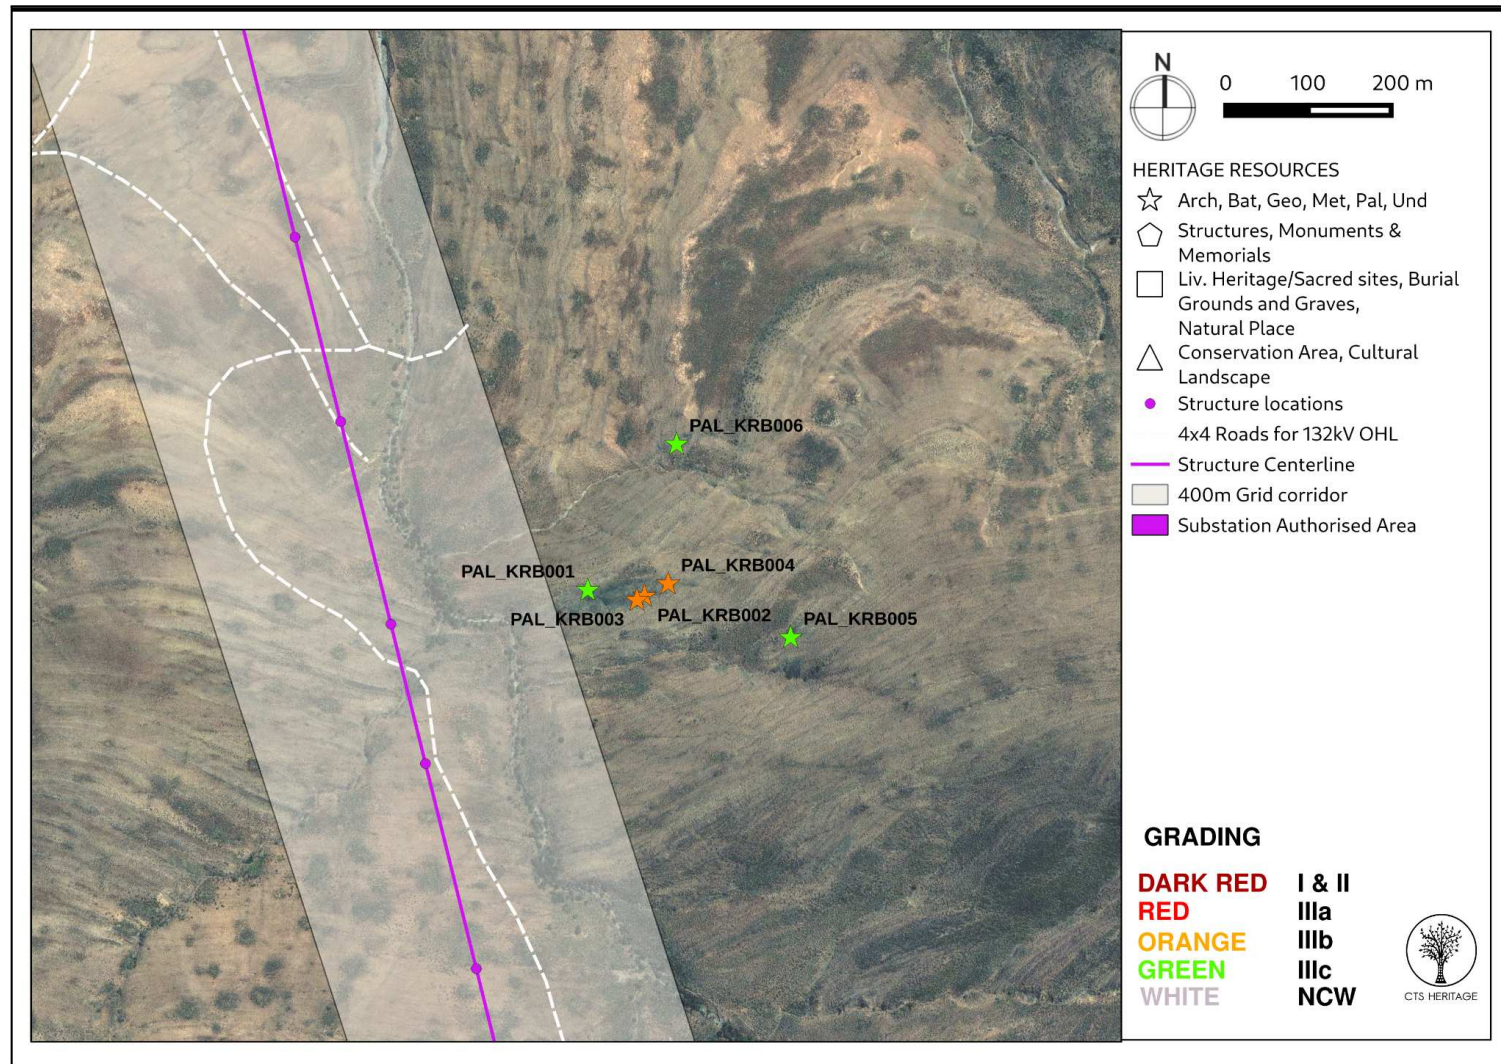 N
0 100 200 m
HERITAGE RESOURCES
Arch, Bat, Geo, Met, Pal, Und
Structures, Monuments &
Memorials
Liv. Heritage/Sacred sites, Burial
Grounds and Graves,
Natural Place
Conservation Area, Cultural
Landscape
Structure locations
4x4 Roads for 132kV OHL
Structure Centerline
400m Grid corridor
Substation Authorised Area
PAL_KRB006
PAL_KRB004
PAL_KRB001
PAL_KRB003
PAL_KRB002
PAL_KRB005
GRADING
DARK RED I & II
RED IIIa
ORANGE IIIb
GREEN IIIc
WHITE NCW
CTS HERITAGE